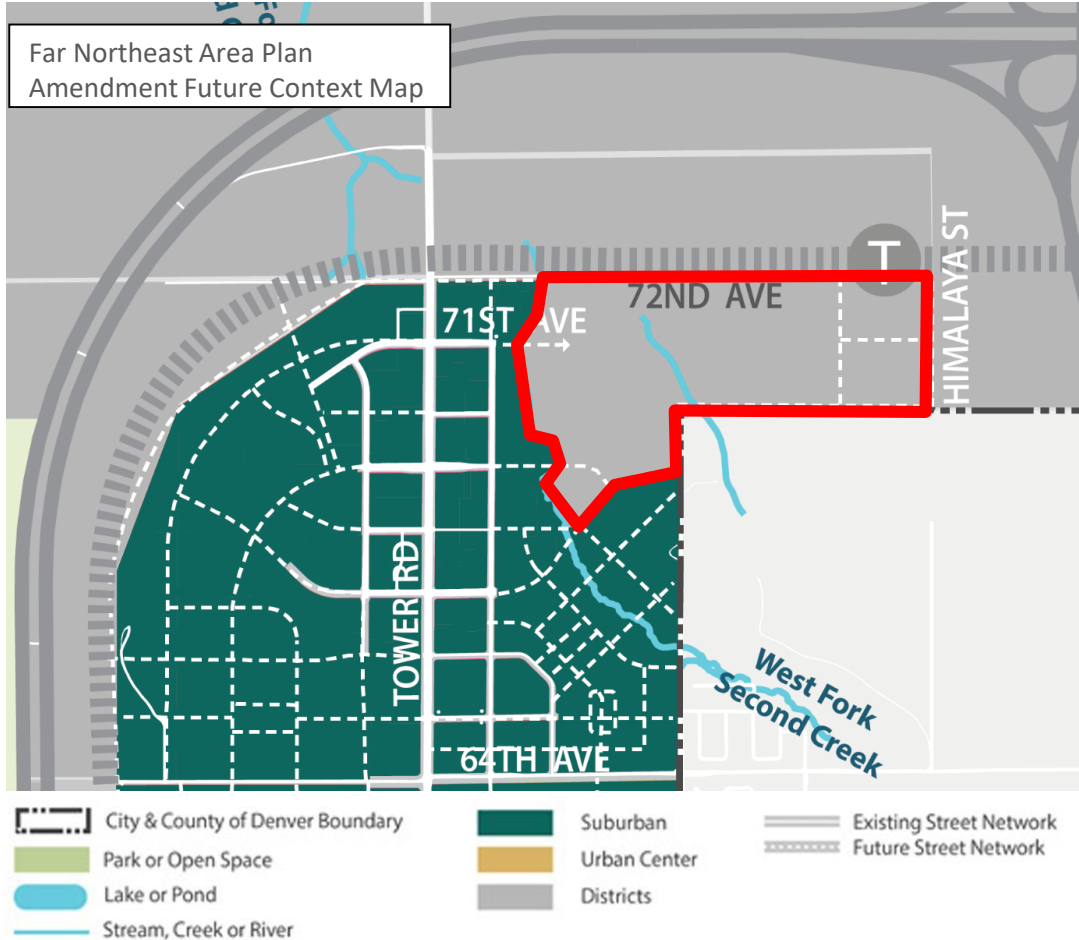 Far Northeast Area Plan
Amendment Future Context Map
72ND AVE
T
HIMALAYA ST
71ST AVE
TOWER RD
West Fork
Second Creek
64TH AVE
City & County of Denver Boundary
Park or Open Space
Lake or Pond
Stream, Creek or River
Suburban
Urban Center
Districts
Existing Street Network
Future Street Network